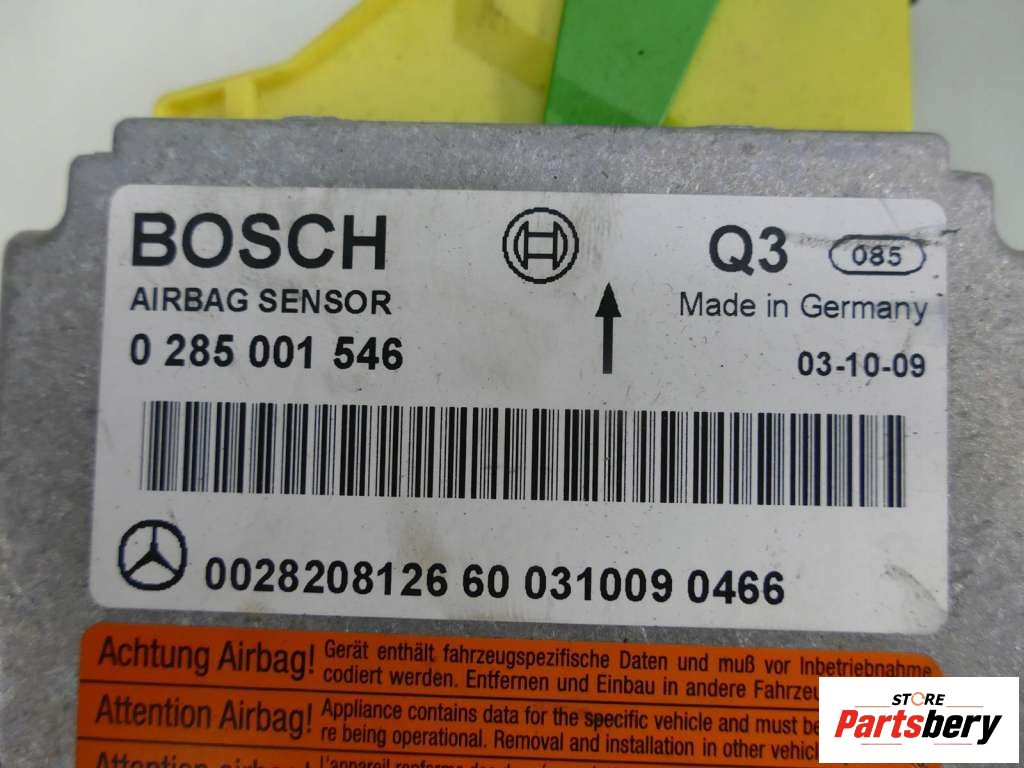 BOSCH
Q3
085
AIRBAG SENSOR
Made in Germany
0 285 001 546
03-10-09
0028208126 60 031009 0466
Achtung Airbag! Gerät enthält fahrzeugspezifische Daten und muß vor Inbetriebnahme
codiert werden. Entfernen und Einbau in andere
Attention Airbag! Appliance contains data for the specific vehicle and must be
re being operational. Removal and installation in other
Attention airbag!
STORE
Partsbery